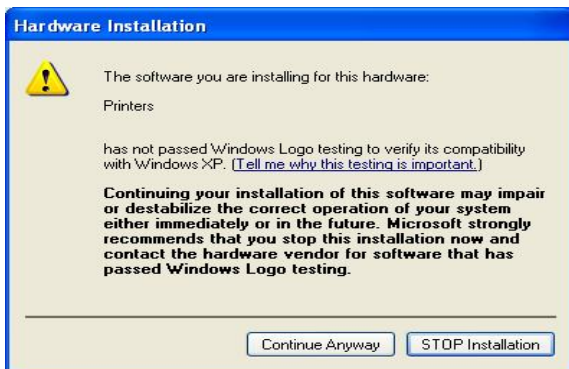 Hardware Installation
The software you are installing for this hardware:
Printers
has not passed Windows Logo testing to verify its compatibility
with Windows XP. (Tell me why this testing is important.)
Continuing your installation of this software may impair
or destabilize the correct operation of your system
either immediately or in the future. Microsoft strongly
recommends that you stop this installation now and
contact the hardware vendor for software that has
passed Windows Logo testing.
Continue Anyway
STOP Installation